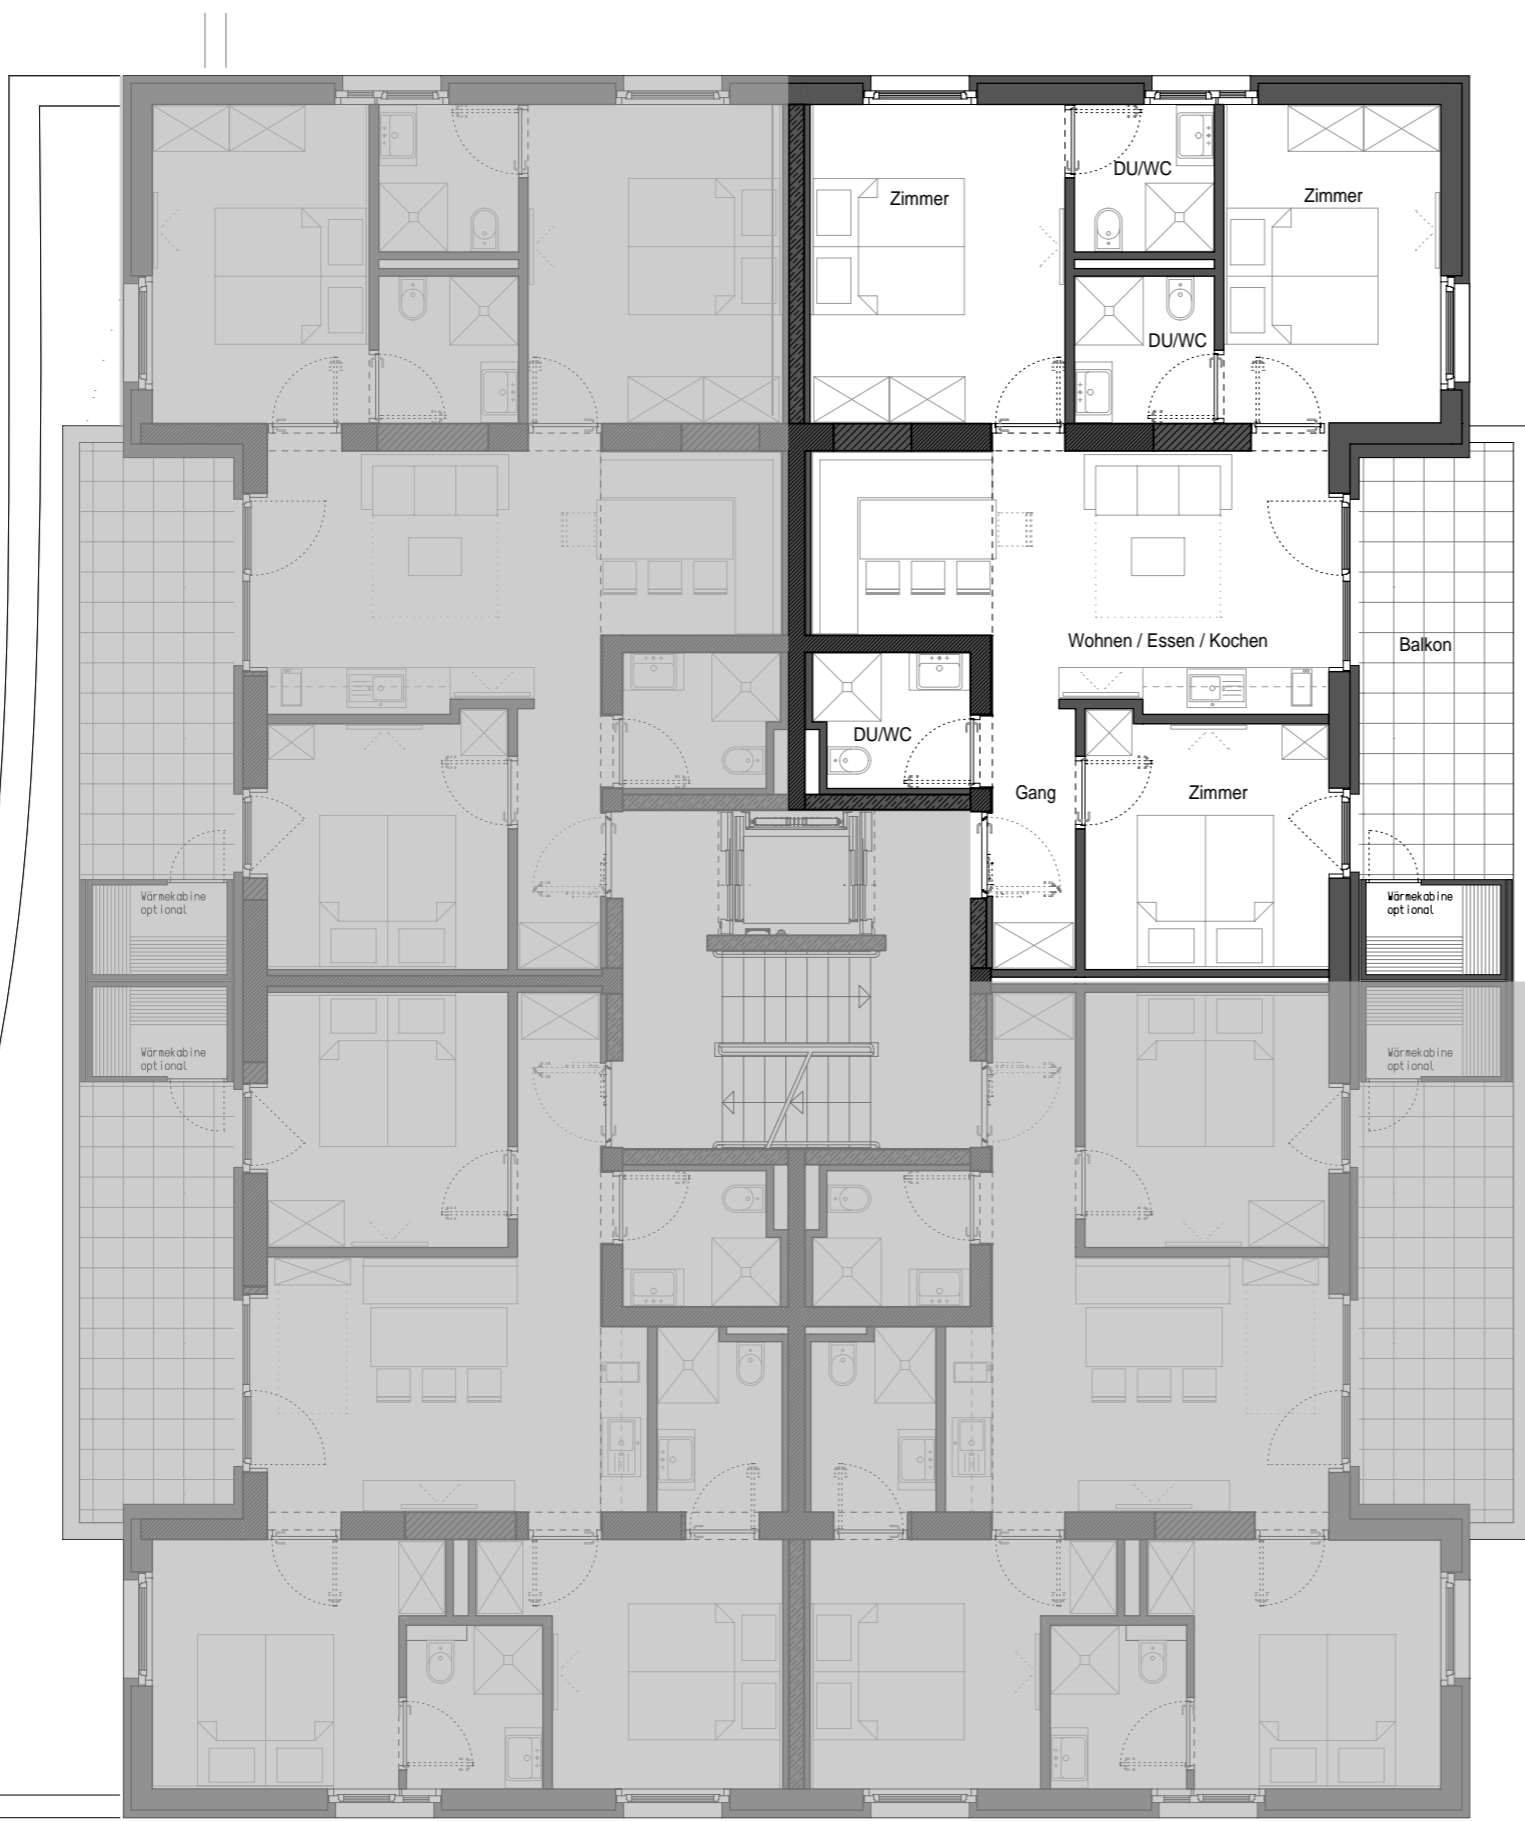 DU/WC
Zimmer
Zimmer
DU/WC
Wohnen / Essen / Kochen
Balkon
DU/WC
Gang
Zimmer
Wärmekabine
optional
Wärmekabine
optional
Wärmekabine
optional
Wärmekabine
optional